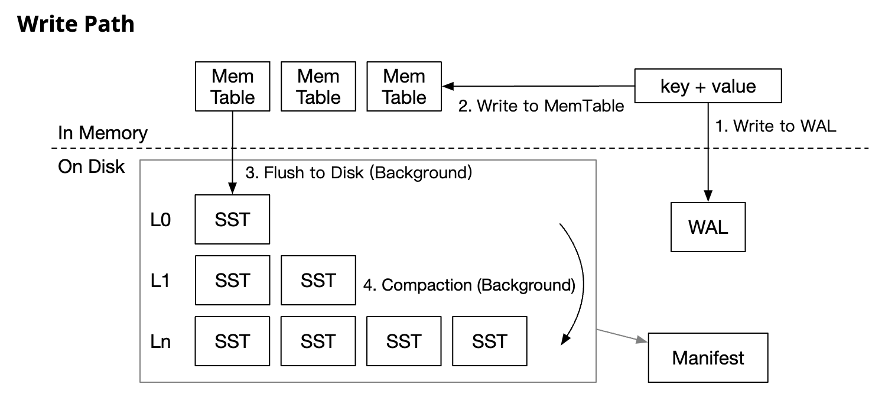 Write Path
Mem
Table
Mem
Table
Mem
Table
key + value
2. Write to MemTable
1. Write to WAL
In Memory
On Disk
3. Flush to Disk (Background)
L0
SST
WAL
L1
SST
SST
4. Compaction (Background)
Ln
SST
SST
SST
SST
Manifest